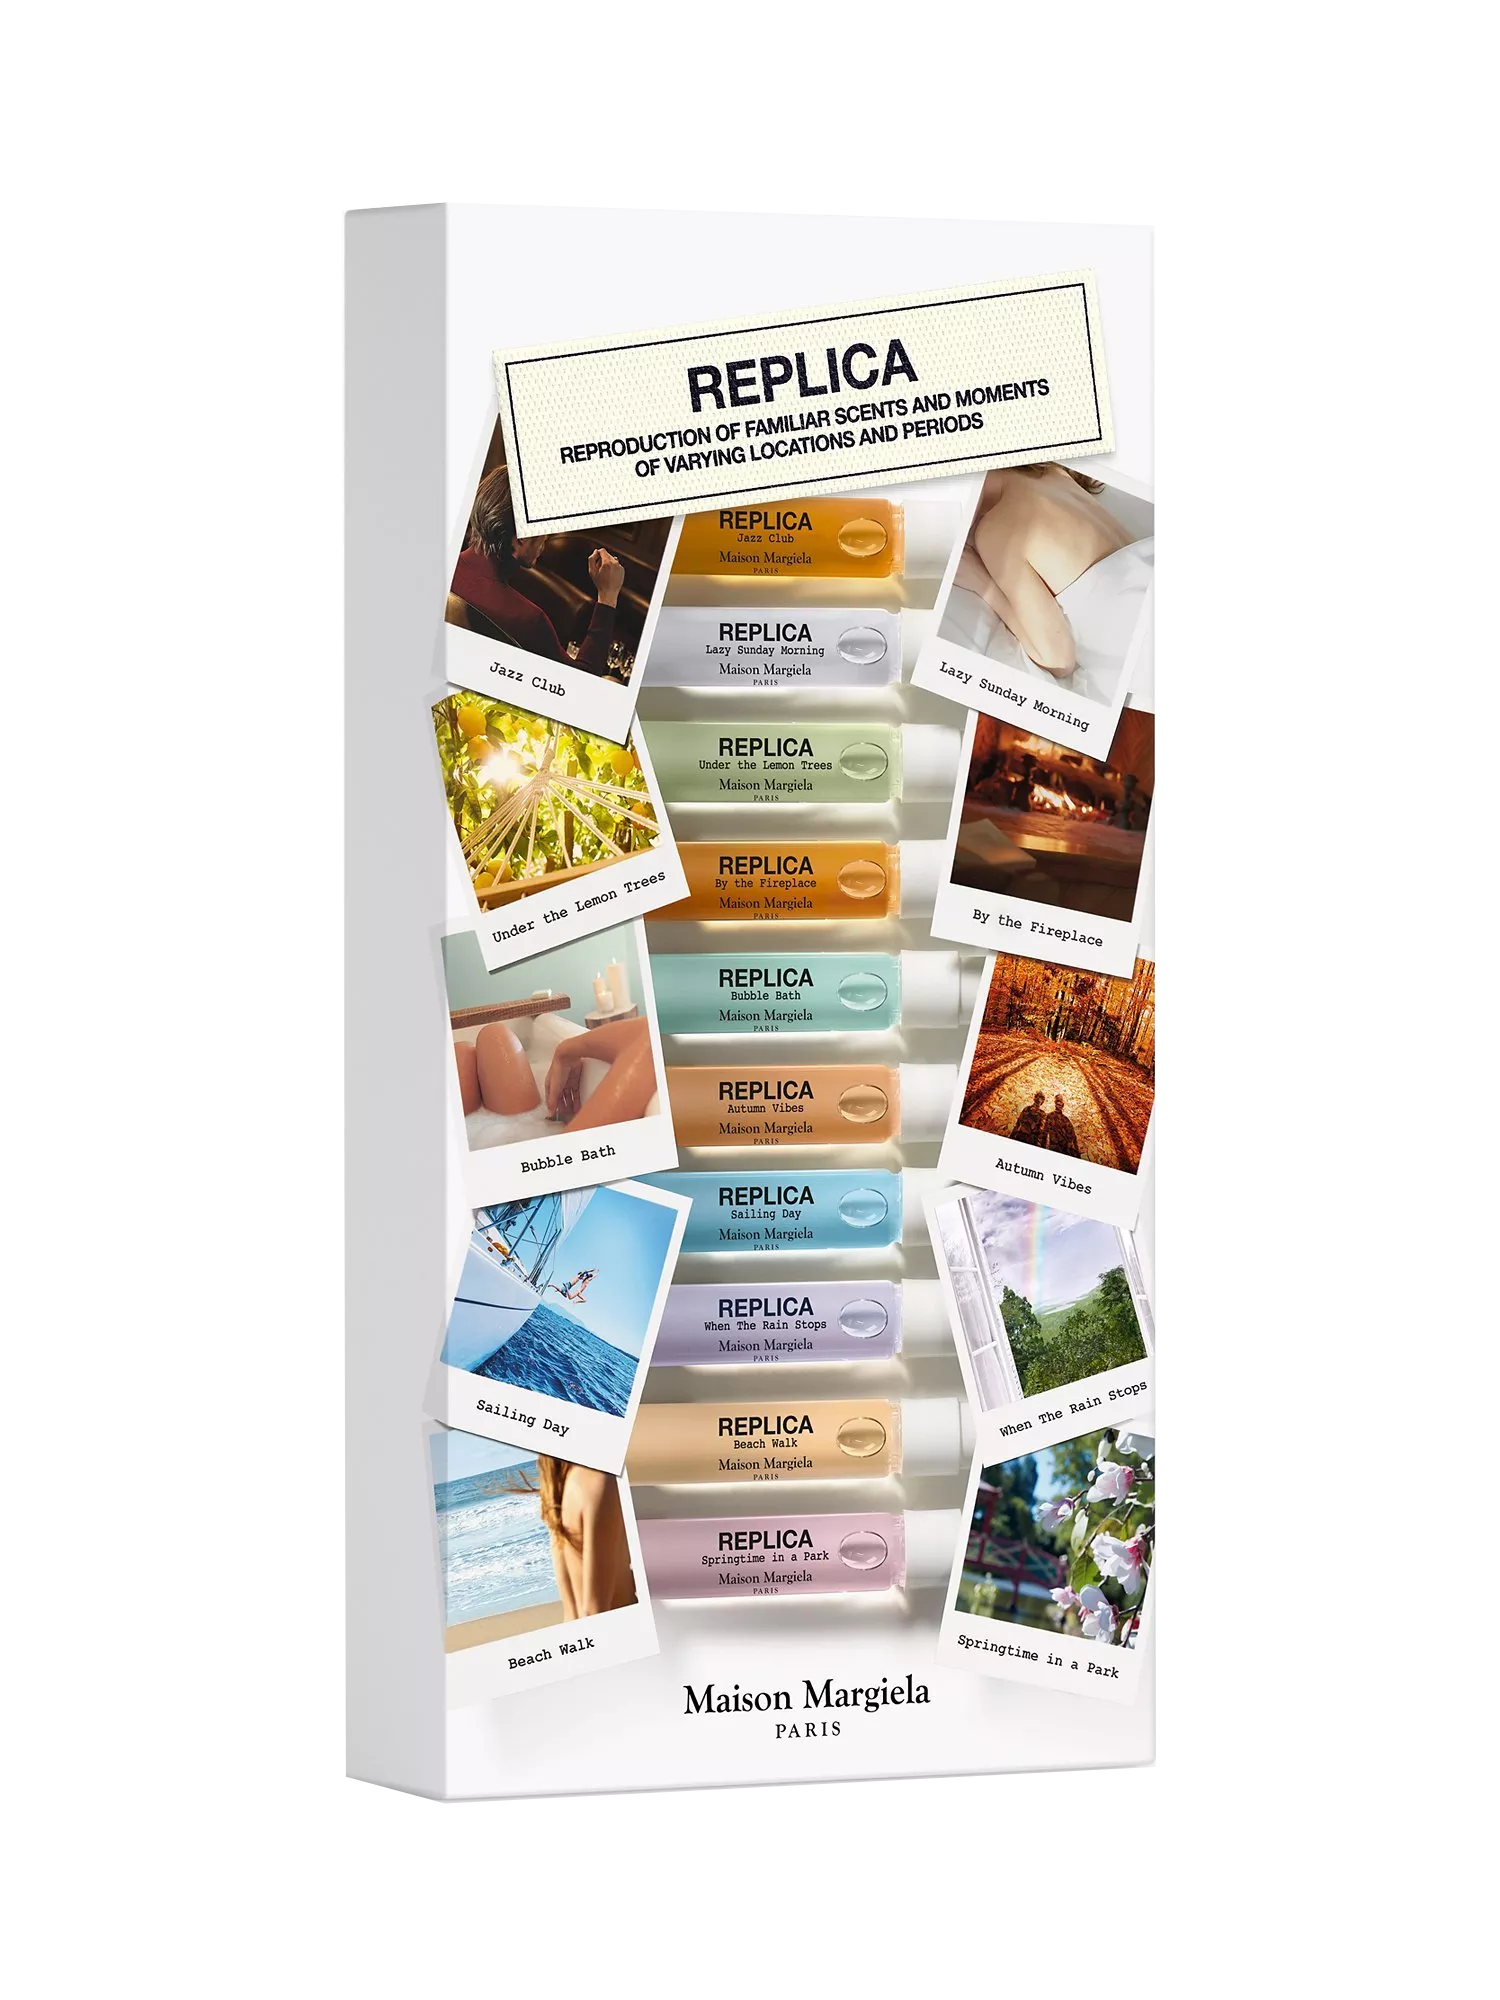 REPLICA
REPRODUCTION OF FAMILIAR SCENTS AND MOMENTS
OF VARYING LOCATIONS AND PERIODS
REPLICA
Jazz Club
Maison Margiela
PARIS
Jazz Club
REPLICA
Lazy Sunday Morning
Maison Margiela
PARIS
Lazy Sunday Morning
REPLICA
Under the Lemon Trees
Maison Margiela
PARIS
Under the Lemon Trees
REPLICA
By the Fireplace
Maison Margiela
PARIS
By the Fireplace
REPLICA
Bubble Bath
Maison Margiela
PARIS
Bubble Bath
REPLICA
Autumn Vibes
Maison Margiela
PARIS
Autumn Vibes
REPLICA
Sailing Day
Maison Margiela
PARIS
Sailing Day
REPLICA
When The Rain Stops
Maison Margiela
PARIS
When The Rain Stops
REPLICA
Beach Walk
Maison Margiela
PARIS
Beach Walk
REPLICA
Springtime in a Park
Maison Margiela
PARIS
Springtime in a Park
Maison Margiela
PARIS